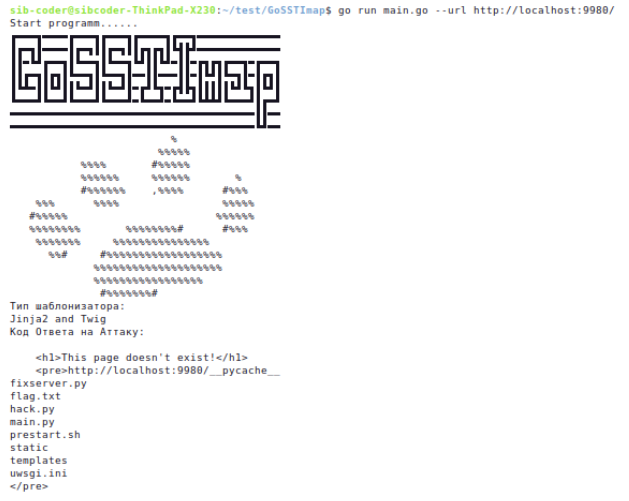 sib-coder@sibcoder-ThinkPad-X230:~/test/GoSSTImap$ go run main.go --url http://localhost:9980/
Start programm......
GoSSTImap
%
%%%%%
%%%% #%%%%%
%%%%%% %%%%%% %
#%%%%%% ,%%%% #%%%
%%% %%%% %%%%%
#%%%%% %%%%%%
%%%%%%%% %%%%%%%%# #%%%
%%%%%%% %%%%%%%%%%%%%%%
%%# #%%%%%%%%%%%%%%%%%%
%%%%%%%%%%%%%%%%%%%%
%%%%%%%%%%%%%%%%%
#%%%%%%%#
Тип шаблонизатора:
Jinja2 and Twig
Код Ответа на Аттаку:
<h1>This page doesn't exist!</h1>
<pre>http://localhost:9980/__pycache__
fixserver.py
flag.txt
hack.py
main.py
prestart.sh
static
templates
uwsgi.ini
</pre>